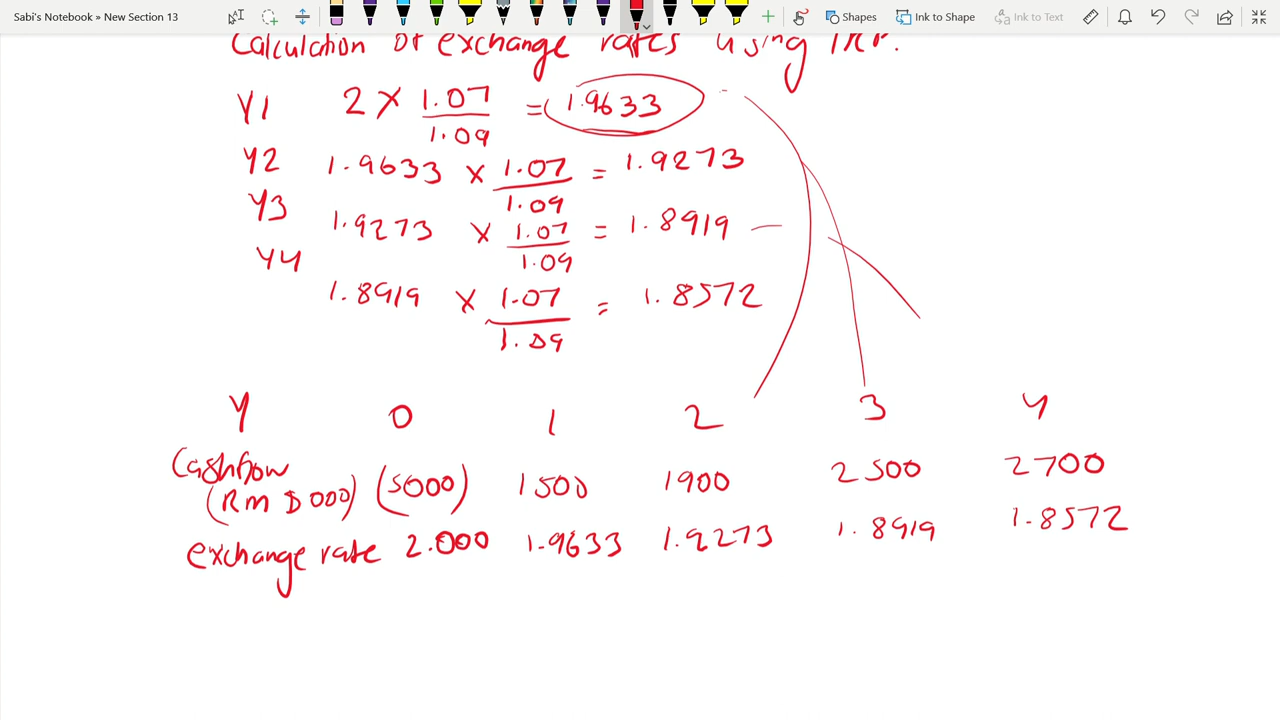 Sabi's Notebook » New Section 13
Shapes
Ink to Shape
Ink to Text
Calculation of exchange rates using IRP.
Y1 2 × 1.07/1.09 = 1.9633
Y2 1.9633 × 1.07/1.09 = 1.9273
Y3 1.9273 × 1.07/1.09 = 1.8919
Y4 1.8919 × 1.07/1.09 = 1.8572
Y 0 1 2 3 4
Cashflow (Rm $ 000) (5000) 1500 1900 2500 2700
exchange rate 2.000 1.9633 1.9273 1.8919 1.8572